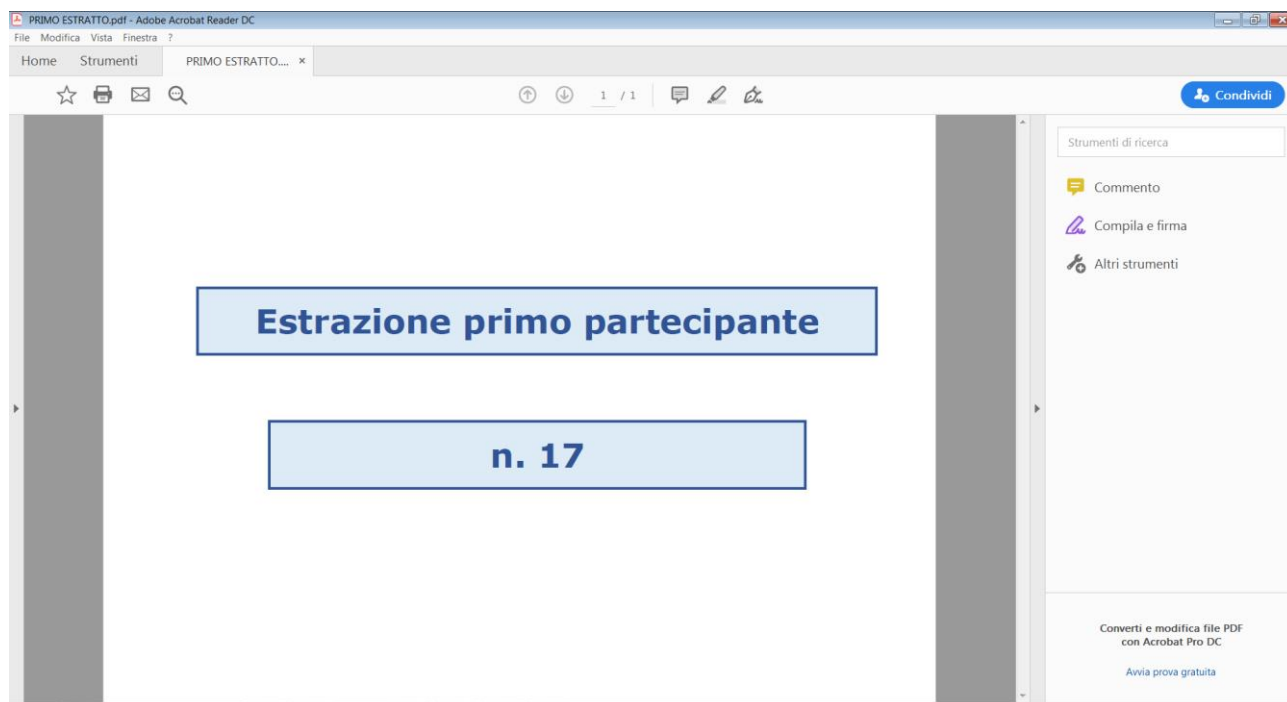 PRIMO ESTRATTO.pdf - Adobe Acrobat Reader DC
File Modifica Vista Finestra ?
Home Strumenti PRIMO ESTRATTO.... ×
1 / 1
Condividi
Strumenti di ricerca
Commento
Compila e firma
Altri strumenti
Estrazione primo partecipante
n. 17
Converti e modifica file PDF
con Acrobat Pro DC
Avvia prova gratuita